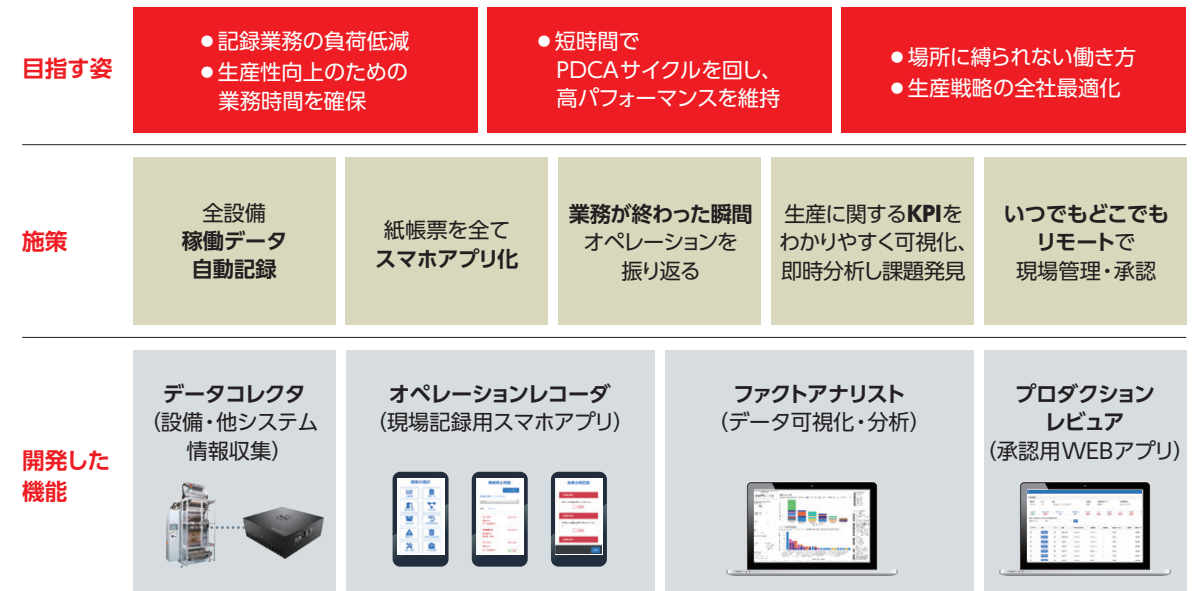 目指す姿
●記録業務の負荷低減
●生産性向上のための
業務時間を確保
●短時間で
PDCAサイクルを回し、
高パフォーマンスを維持
●場所に縛られない働き方
●生産戦略の全社最適化
施策
全設備
稼働データ
自動記録
紙帳票を全て
スマホアプリ化
業務が終わった瞬間
オペレーションを
振り返る
生産に関するKPIを
わかりやすく可視化、
即時分析し課題発見
いつでもどこでも
リモートで
現場管理・承認
開発した
機能
データコレクタ
(設備・他システム
情報収集)
オペレーションレコーダ
(現場記録用スマホアプリ)
ファクトアナリスト
(データ可視化・分析)
プロダクション
レビュア
(承認用WEBアプリ)